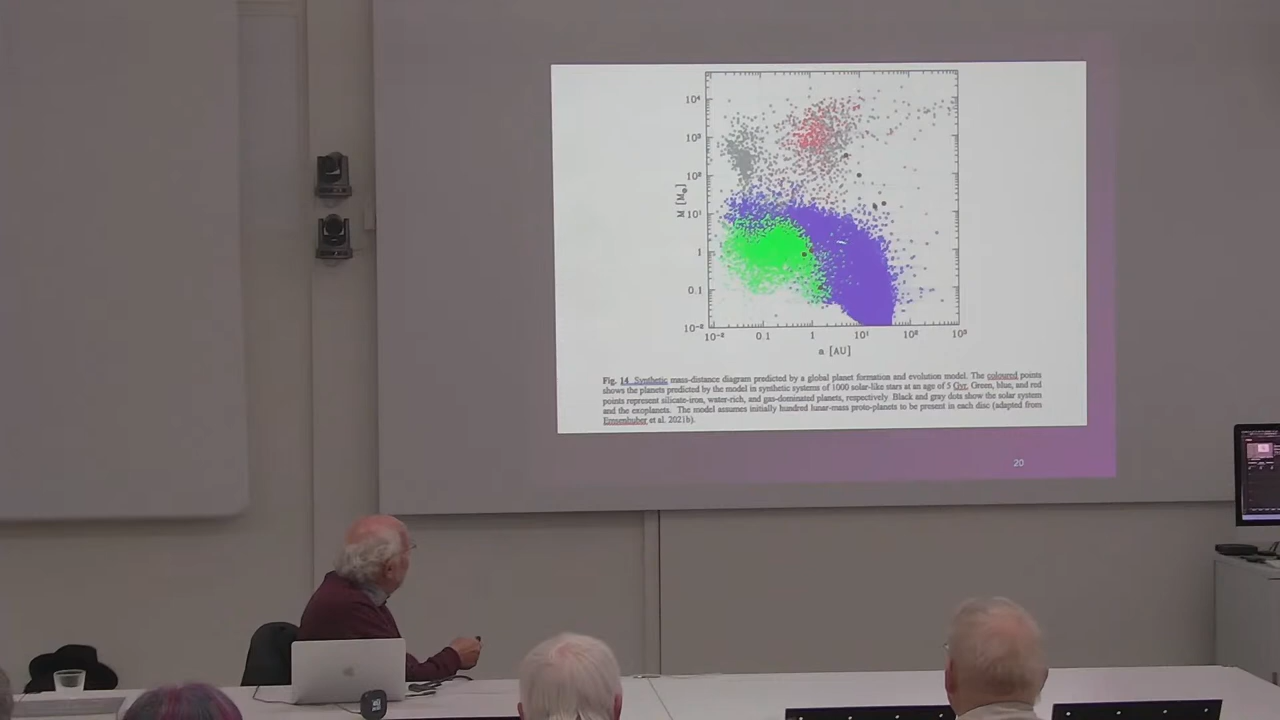 10⁴
10³
10²
10¹
1
0.1
10⁻²
M [M⊕]
10⁻² 0.1 1 10¹ 10² 10³
a [AU]
Fig. 14 Synthetic mass-distance diagram predicted by a global planet formation and evolution model. The coloured points
shows the planets predicted by the model in synthetic systems of 1000 solar-like stars at an age of 5 Gyr. Green, blue, and red
points represent silicate-iron, water-rich, and gas-dominated planets, respectively. Black and gray dots show the solar system
and the exoplanets. The model assumes initially hundred lunar-mass proto-planets to be present in each disc (adapted from
Emsenhuber et al. 2021b).
20